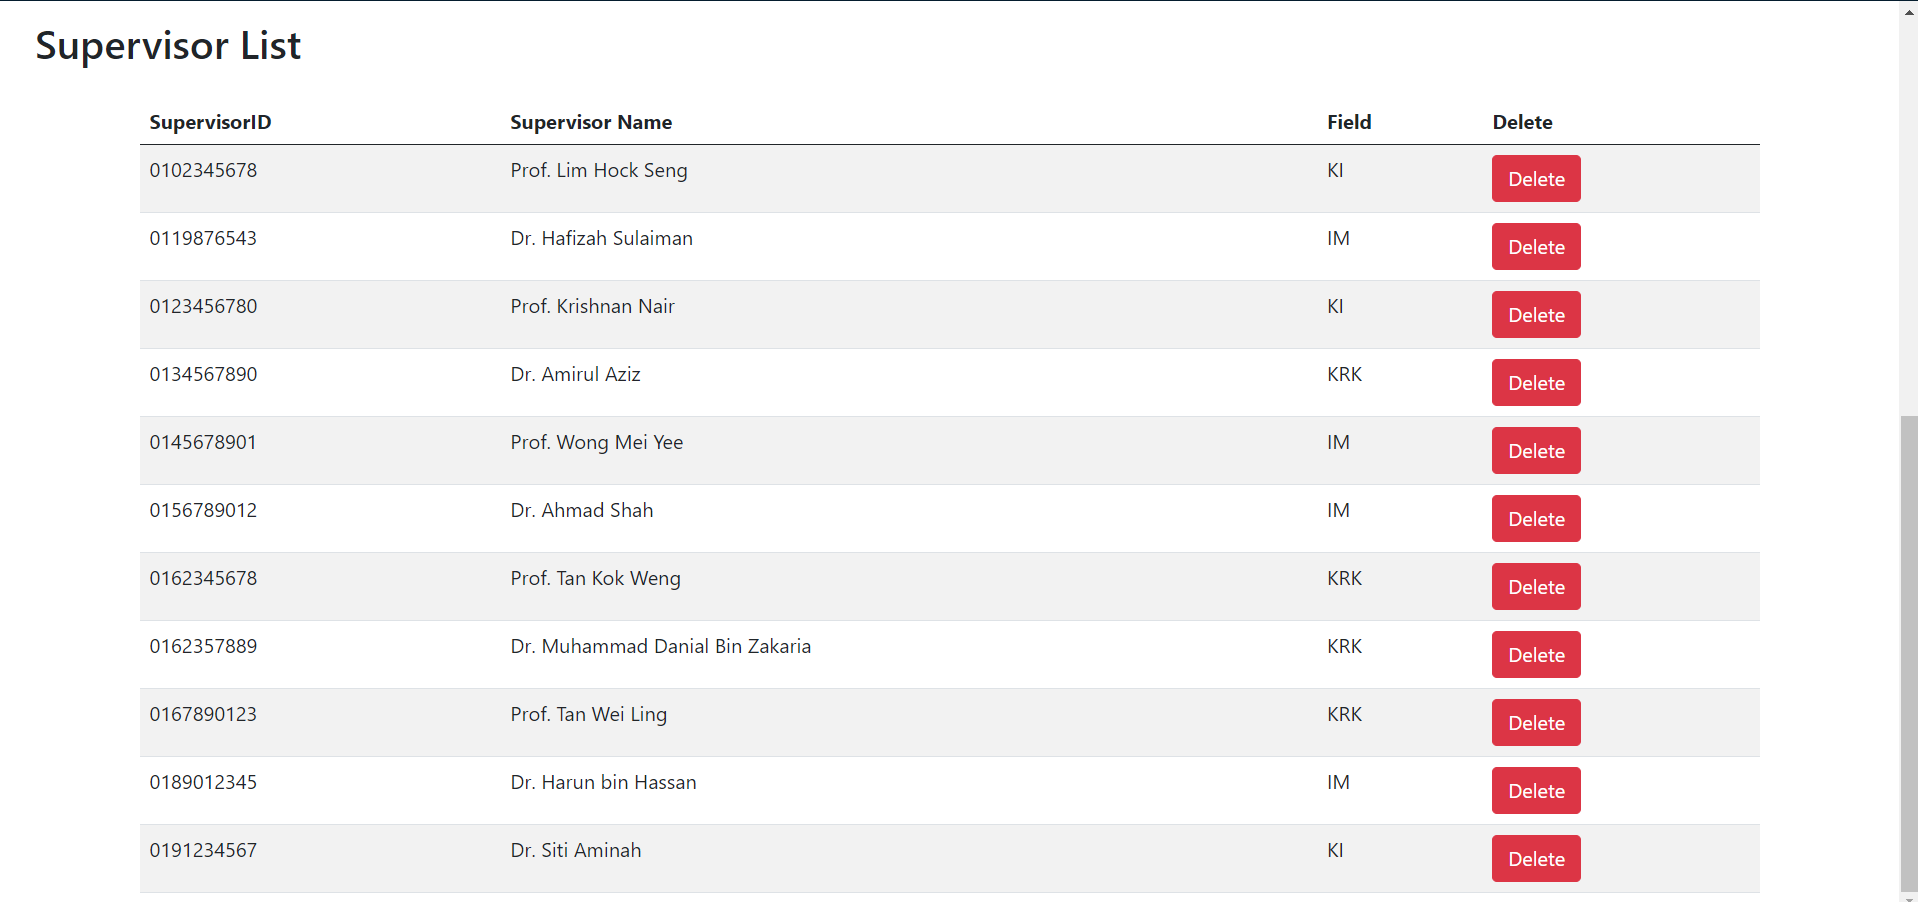 Supervisor List
SupervisorID Supervisor Name Field Delete
0102345678 Prof. Lim Hock Seng KI Delete
0119876543 Dr. Hafizah Sulaiman IM Delete
0123456780 Prof. Krishnan Nair KI Delete
0134567890 Dr. Amirul Aziz KRK Delete
0145678901 Prof. Wong Mei Yee IM Delete
0156789012 Dr. Ahmad Shah IM Delete
0162345678 Prof. Tan Kok Weng KRK Delete
0162357889 Dr. Muhammad Danial Bin Zakaria KRK Delete
0167890123 Prof. Tan Wei Ling KRK Delete
0189012345 Dr. Harun bin Hassan IM Delete
0191234567 Dr. Siti Aminah KI Delete